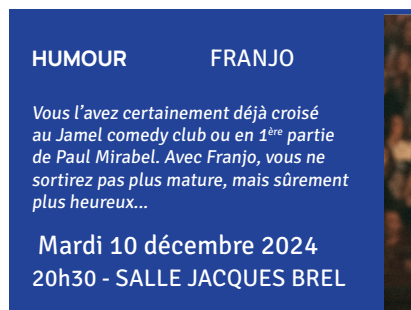 HUMOUR FRANJO
Vous l’avez certainement déjà croisé
au Jamel comedy club ou en 1ère partie
de Paul Mirabel. Avec Franjo, vous ne
sortirez pas plus mature, mais sûrement
plus heureux...
Mardi 10 décembre 2024
20h30 - SALLE JACQUES BREL